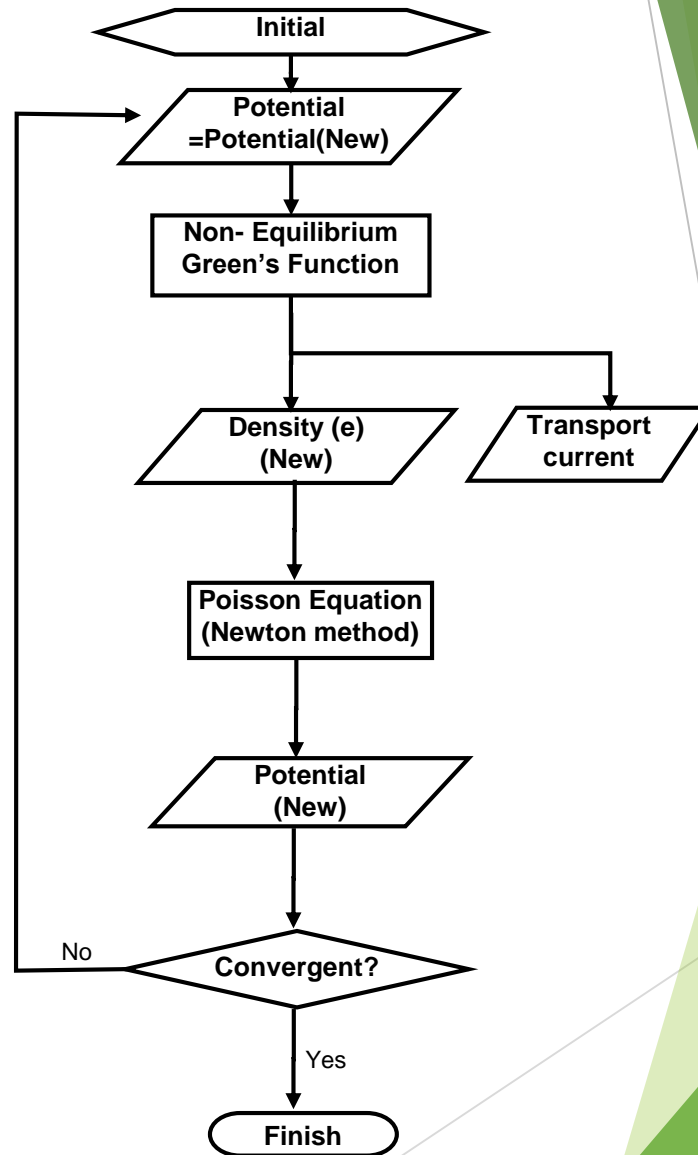 Initial
Potential
=Potential(New)
Non- Equilibrium
Green’s Function
Density (e)
(New)
Transport
current
Poisson Equation
(Newton method)
Potential
(New)
No
Convergent?
Yes
Finish